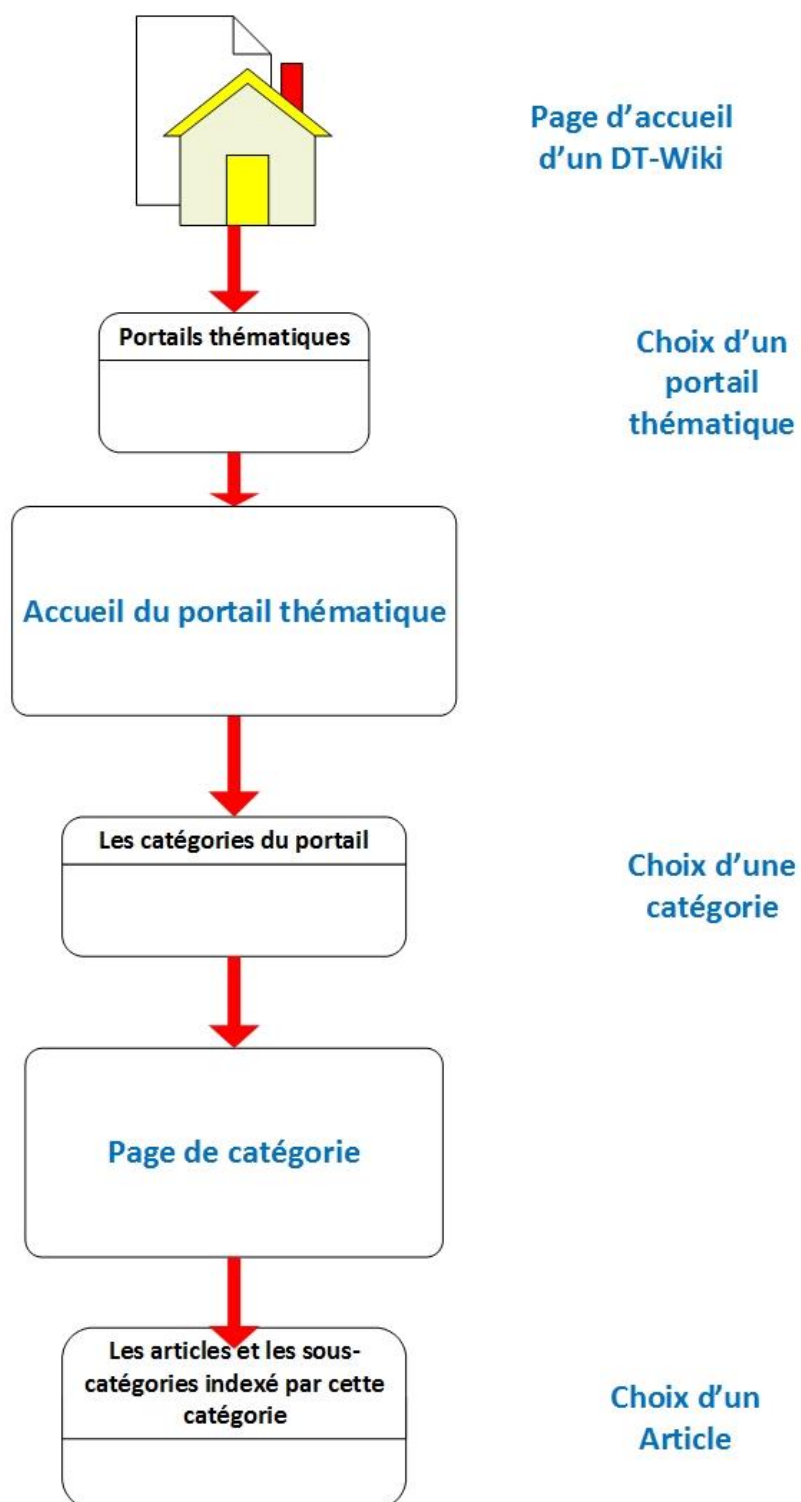 Page d’accueil
d’un DT-Wiki
Portails thématiques
Choix d’un
portail
thématique
Accueil du portail thématique
Les catégories du portail
Choix d’une
catégorie
Page de catégorie
Les articles et les sous-
catégories indexé par cette
catégorie
Choix d’un
Article